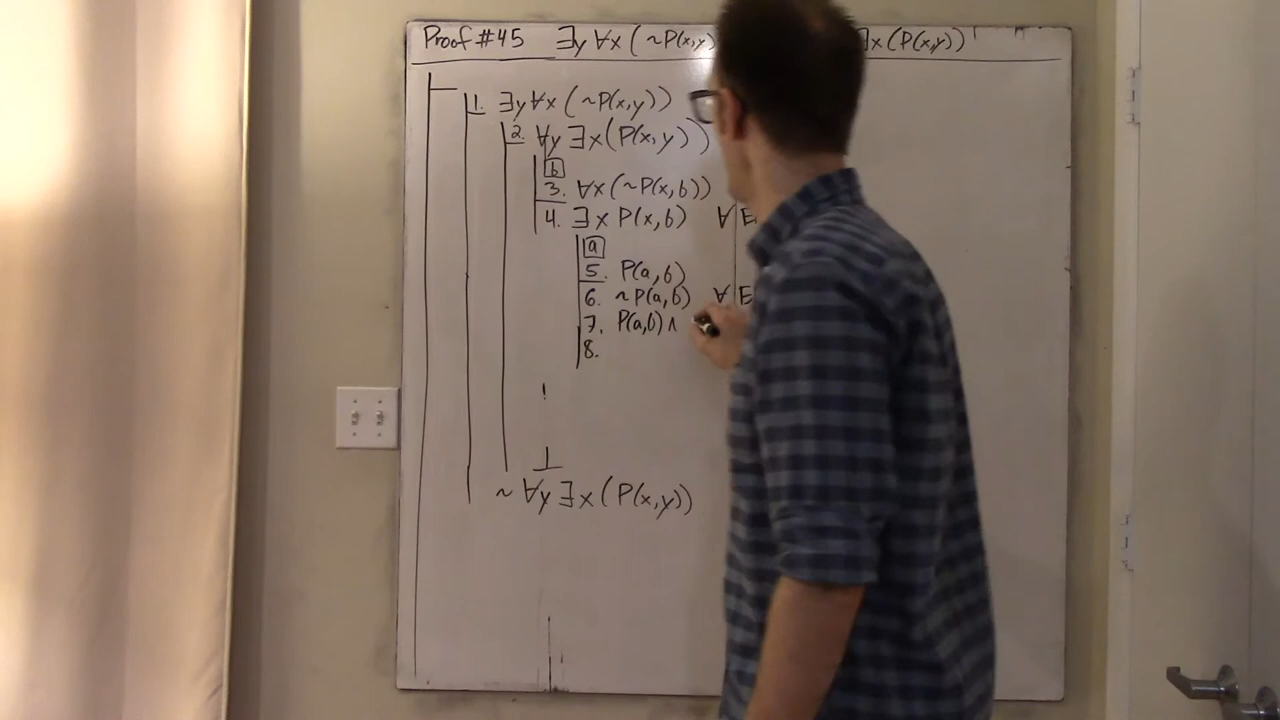 Proof #45 ∃y ∀x (~P(x,y) ∃x (P(x,y))
1. ∃y ∀x (~P(x,y))
2. ∀y ∃x (P(x,y))
b
3. ∀x (~P(x,b))
4. ∃x P(x,b) ∀ E
a
5. P(a,b)
6. ~P(a,b) ∀ E
7. P(a,b) ∧
8.
⊥
~∀y ∃x (P(x,y))